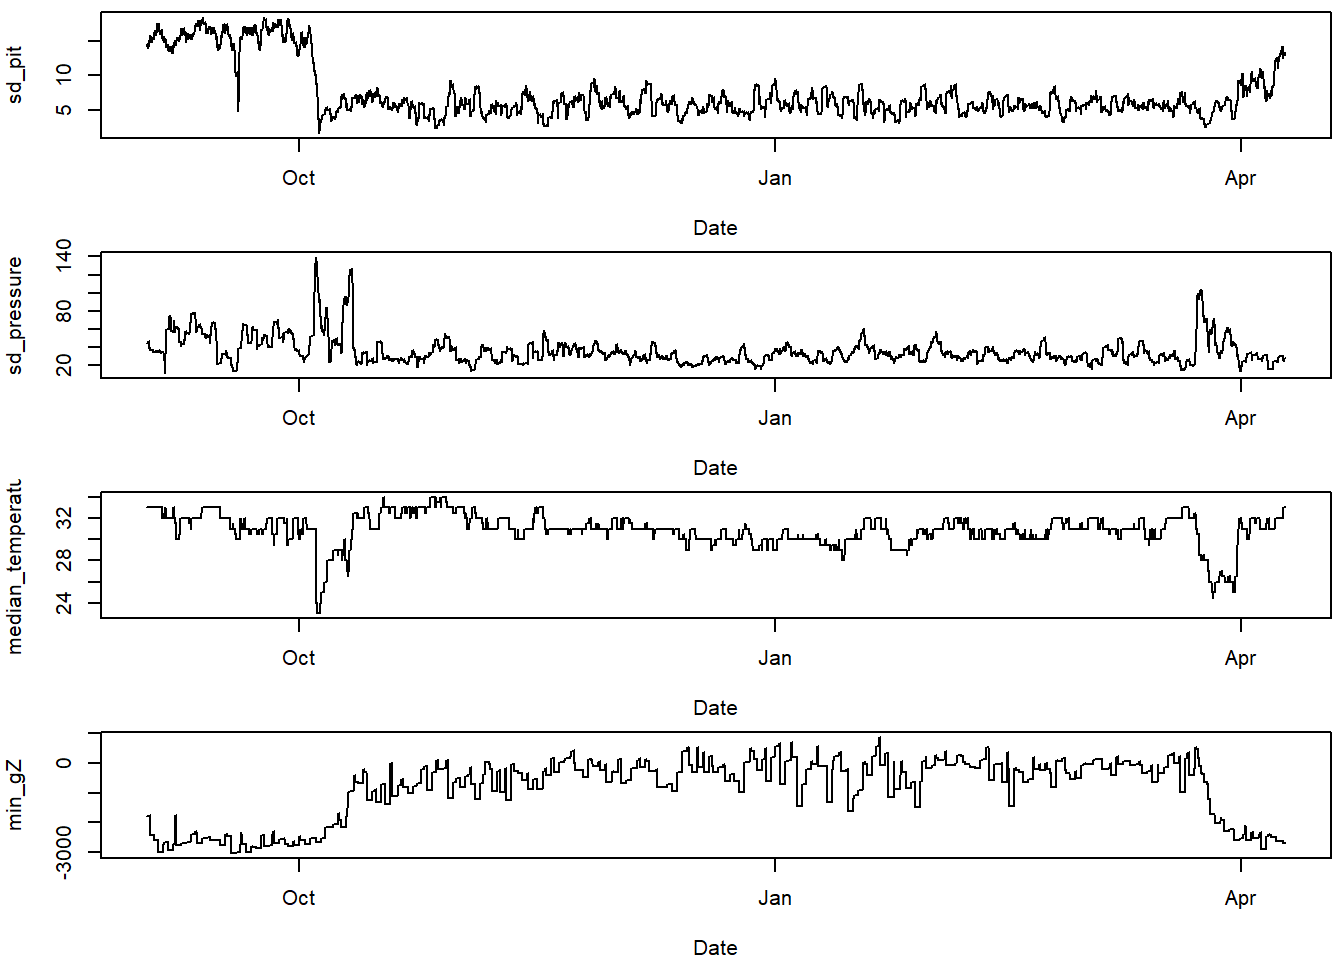 sd_pit
10
5
Oct Jan Apr
Date
sd_pressure
140
80
20
Oct Jan Apr
Date
median_temperatu
32
28
24
Oct Jan Apr
Date
min_gZ
0
-3000
Oct Jan Apr
Date